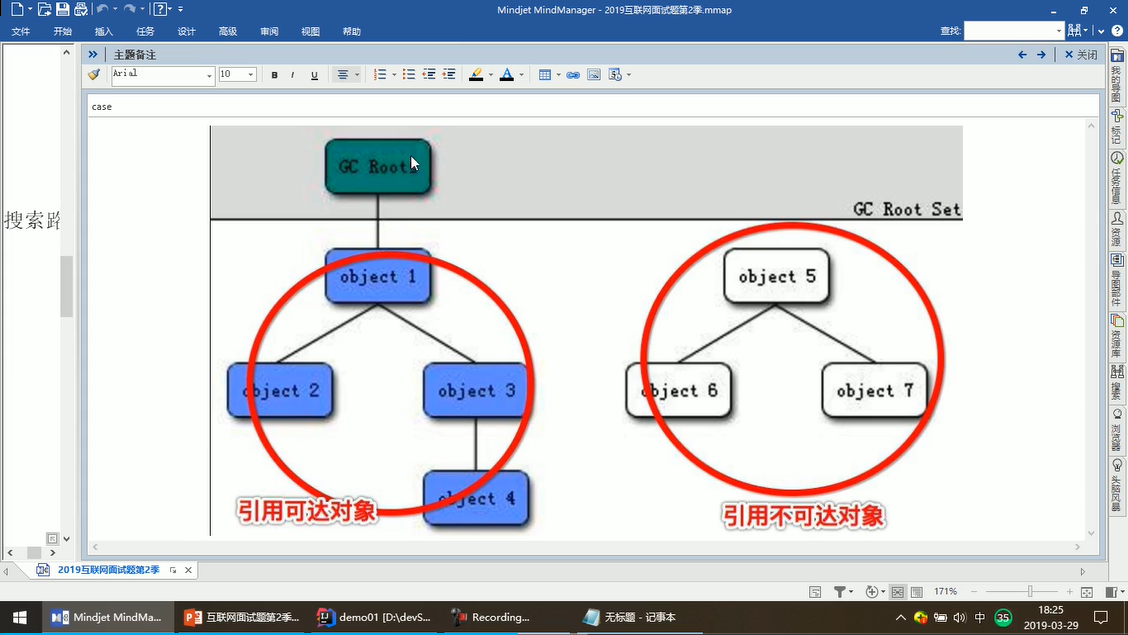 Mindjet MindManager - 2019互联网面试题第2季.mmap
文件 开始 插入 任务 设计 高级 审阅 视图 帮助
查找:
主题备注
关闭
Arial 10 B I U
case
搜索路
GC Roots
GC Root Set
object 1
object 5
object 2
object 3
object 6
object 7
object 4
引用可达对象
引用不可达对象
我的导图
标记
任务信息
资源
导图部件
资源库
搜索
浏览器
头脑风暴
2019互联网面试题第2季
171%
Mindjet MindMa...
互联网面试题第2季...
demo01 [D:\devS...
Recording...
无标题 - 记事本
中
35
18:25
2019-03-29